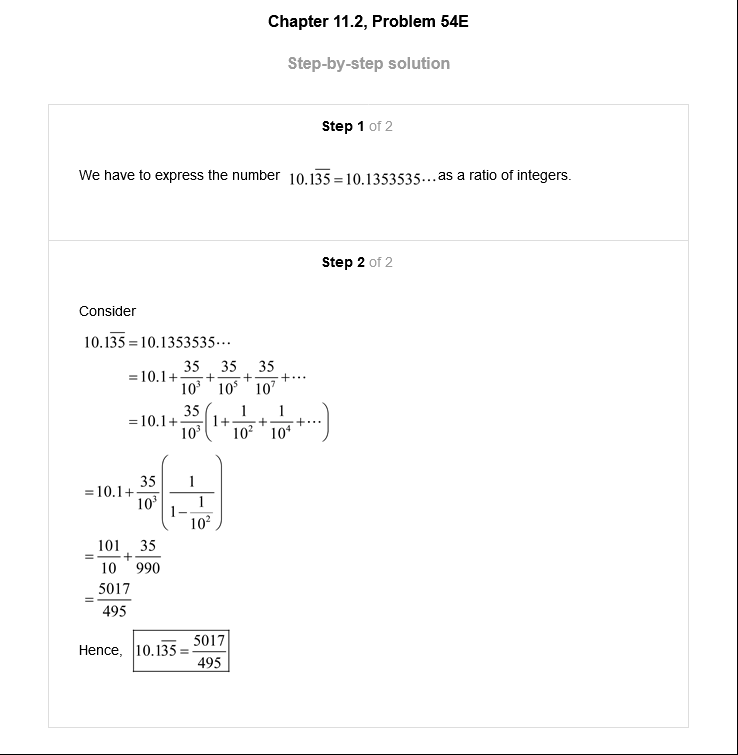 Chapter 11.2, Problem 54E
Step-by-step solution
Step 1 of 2
We have to express the number 10.1\overline{35} = 10.1353535··· as a ratio of integers.
Step 2 of 2
Consider
10.1\overline{35} = 10.1353535···
= 10.1 + \frac{35}{10^3} + \frac{35}{10^5} + \frac{35}{10^7} + ···
= 10.1 + \frac{35}{10^3} \left( 1 + \frac{1}{10^2} + \frac{1}{10^4} + ··· \right)
= 10.1 + \frac{35}{10^3} \left( \frac{1}{1 - \frac{1}{10^2}} \right)
= \frac{101}{10} + \frac{35}{990}
= \frac{5017}{495}
Hence, 10.1\overline{35} = \frac{5017}{495}